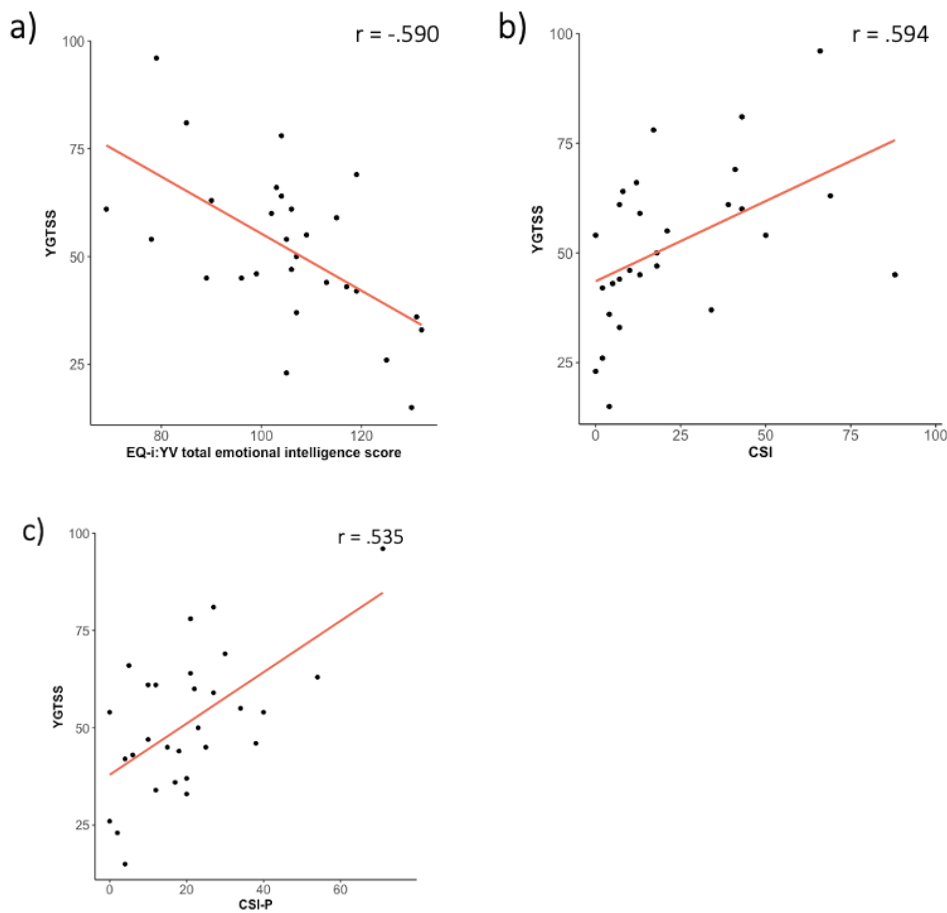 a)
r = -.590
100
75
50
25
YGTSS
80 100 120
EQ-i:YV total emotional intelligence score
b)
r = .594
100
75
50
25
YGTSS
0 25 50 75 100
CSI
c)
r = .535
100
75
50
25
YGTSS
0 20 40 60
CSI-P